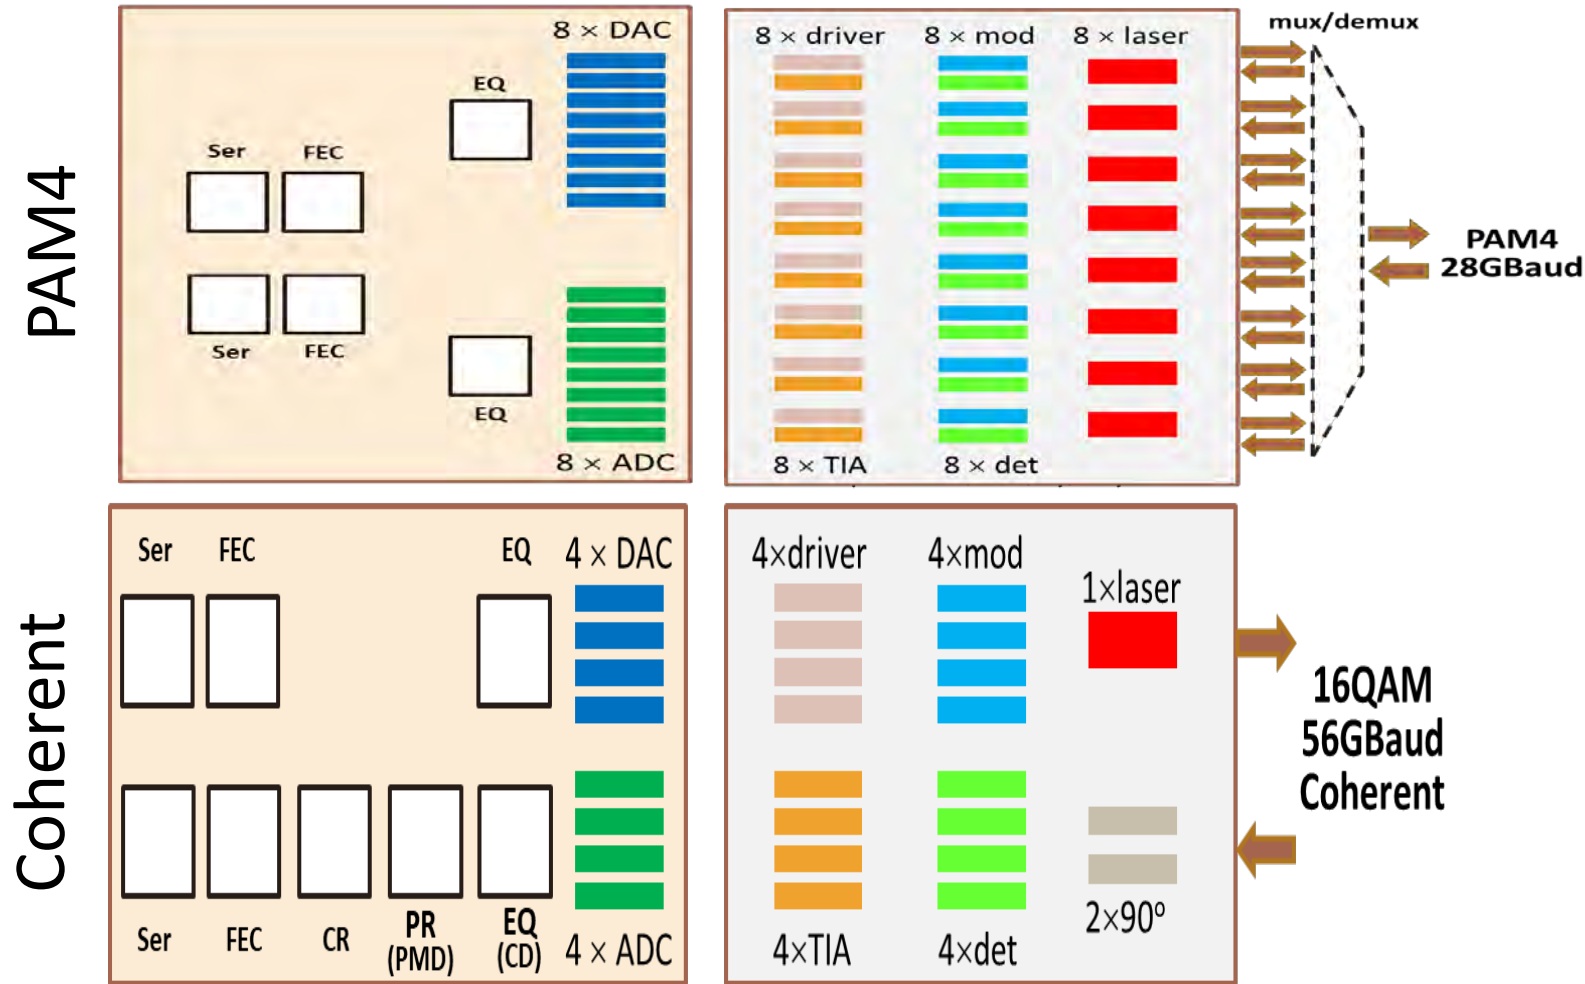 PAM4
8 × DAC
EQ
Ser
FEC
Ser
FEC
EQ
8 × ADC
8 × driver
8 × mod
8 × laser
8 × TIA
8 × det
mux/demux
PAM4
28GBaud
Coherent
Ser
FEC
EQ
4 × DAC
Ser
FEC
CR
PR
(PMD)
EQ
(CD)
4 × ADC
4×driver
4×mod
1×laser
4×TIA
4×det
2×90º
16QAM
56GBaud
Coherent